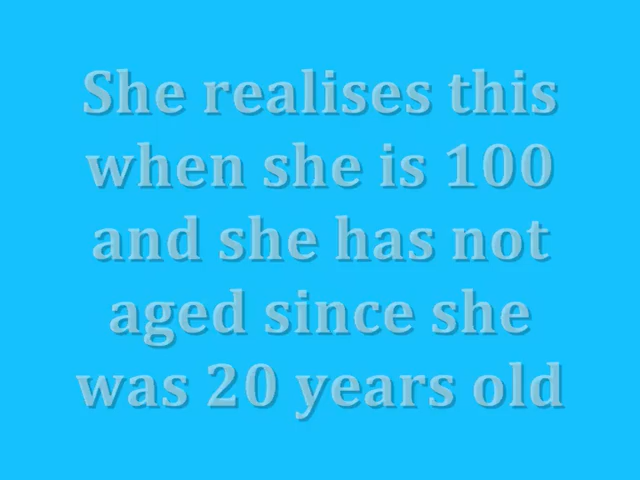 She realises this
when she is 100
and she has not
aged since she
was 20 years old